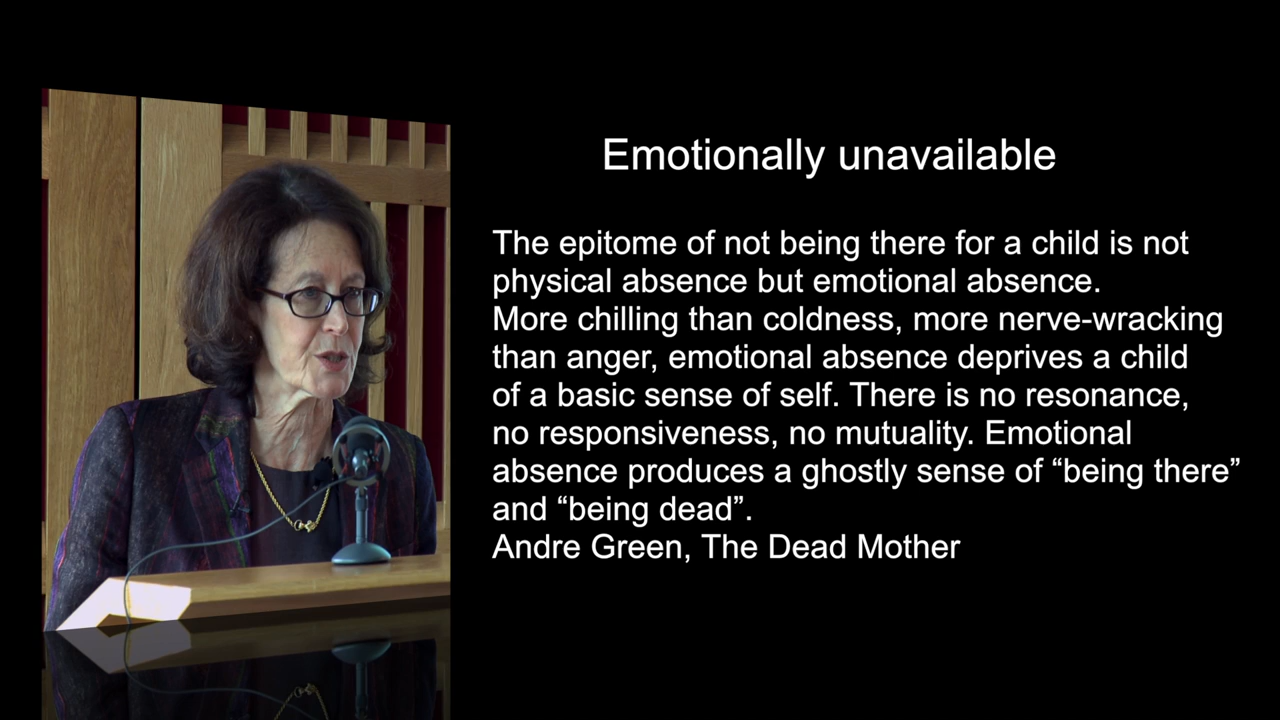 Emotionally unavailable
The epitome of not being there for a child is not
physical absence but emotional absence.
More chilling than coldness, more nerve-wracking
than anger, emotional absence deprives a child
of a basic sense of self. There is no resonance,
no responsiveness, no mutuality. Emotional
absence produces a ghostly sense of “being there”
and “being dead”.
Andre Green, The Dead Mother